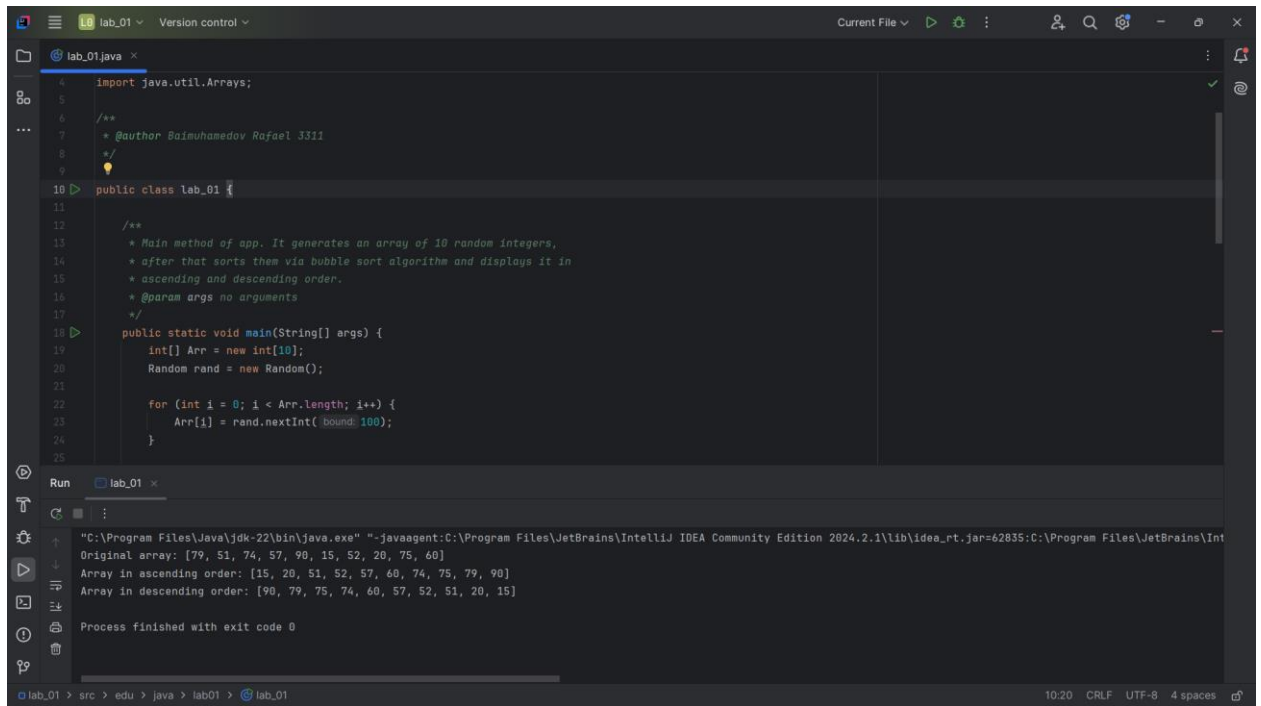 L0 lab_01 Version control Current File
lab_01.java
4 import java.util.Arrays;
5
6 /**
7 * @author Baimuhamedov Rafael 3311
8 */
9
10 public class lab_01 {
11
12 /**
13 * Main method of app. It generates an array of 10 random integers,
14 * after that sorts them via bubble sort algorithm and displays it in
15 * ascending and descending order.
16 * @param args no arguments
17 */
18 public static void main(String[] args) {
19 int[] Arr = new int[10];
20 Random rand = new Random();
21
22 for (int i = 0; i < Arr.length; i++) {
23 Arr[i] = rand.nextInt( bound: 100);
24 }
25
Run lab_01
"C:\Program Files\Java\jdk-22\bin\java.exe" "-javaagent:C:\Program Files\JetBrains\IntelliJ IDEA Community Edition 2024.2.1\lib\idea_rt.jar=62835:C:\Program Files\JetBrains\Int
Original array: [79, 51, 74, 57, 90, 15, 52, 20, 75, 60]
Array in ascending order: [15, 20, 51, 52, 57, 60, 74, 75, 79, 90]
Array in descending order: [90, 79, 75, 74, 60, 57, 52, 51, 20, 15]
Process finished with exit code 0
lab_01 > src > edu > java > lab01 > lab_01 10:20 CRLF UTF-8 4 spaces